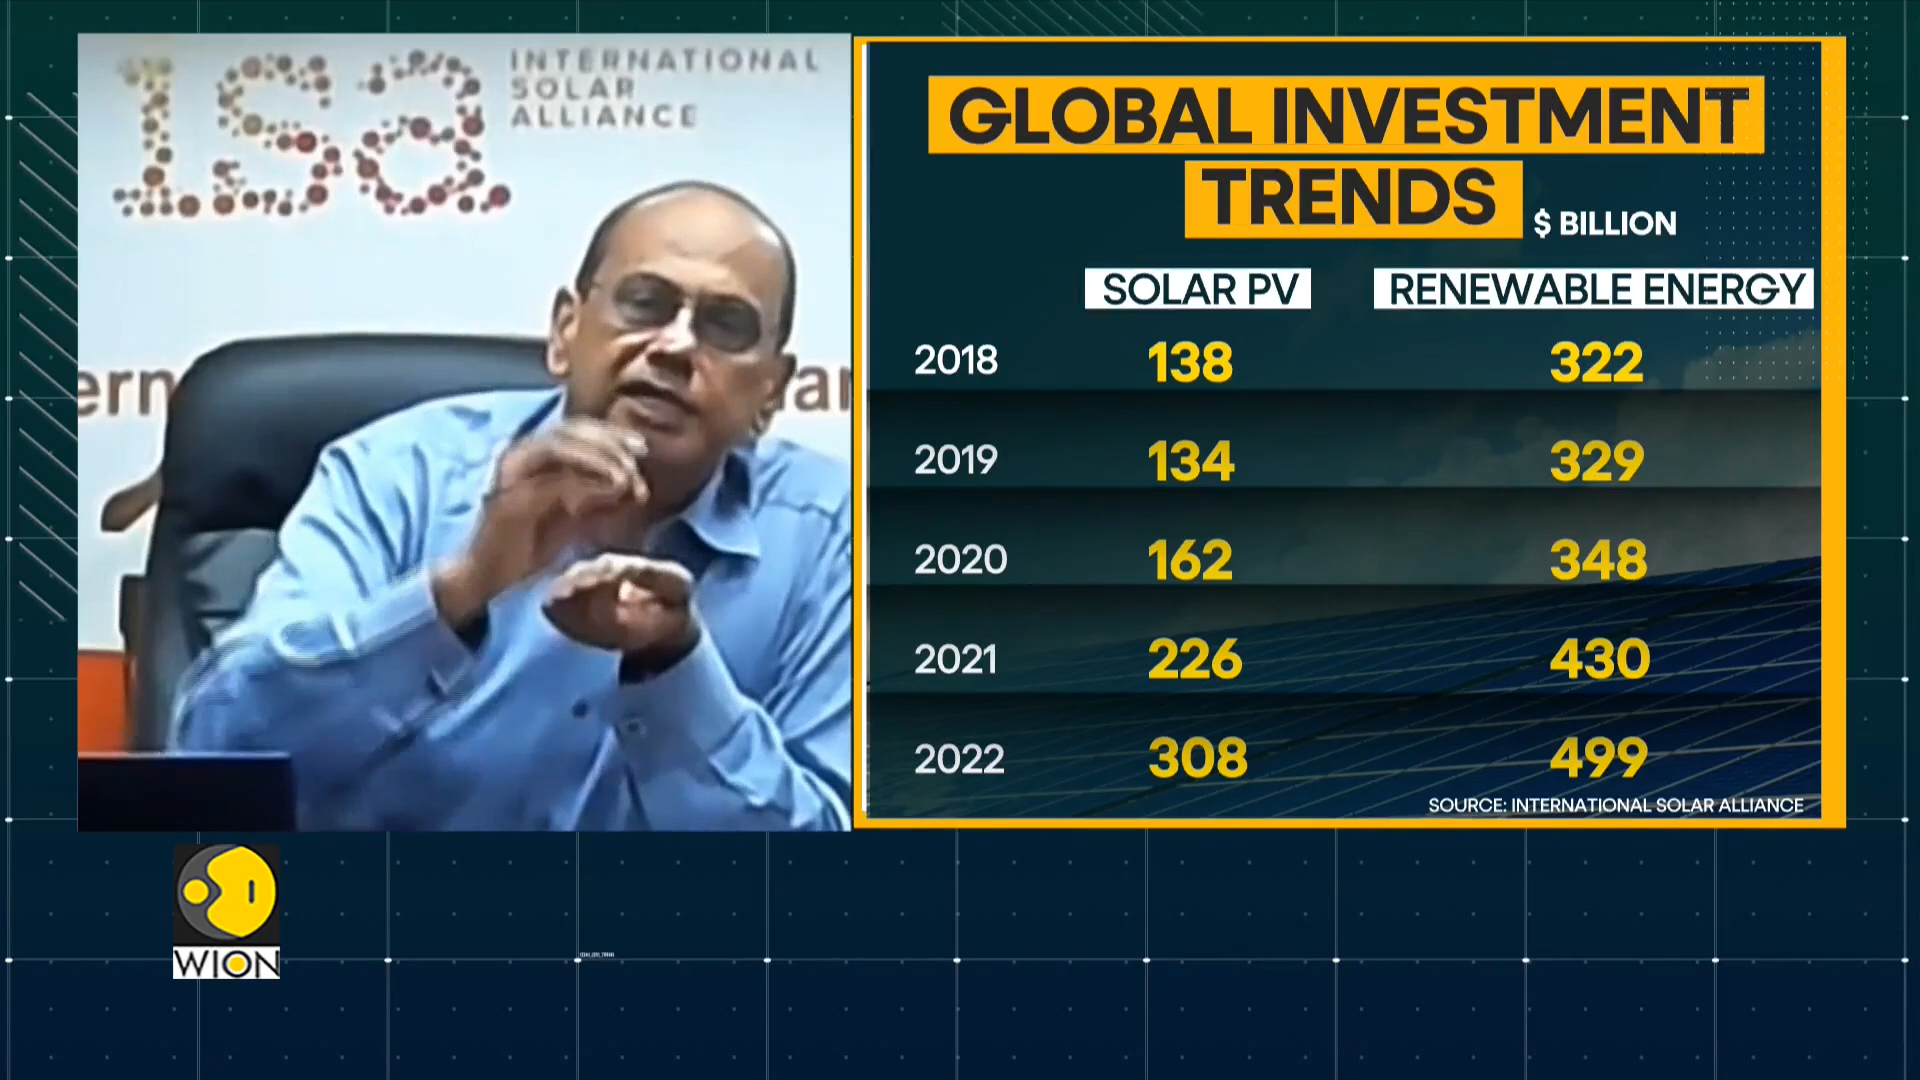 isa
INTERNATIONAL
SOLAR
ALLIANCE
ern
GLOBAL INVESTMENT
TRENDS
$ BILLION
SOLAR PV RENEWABLE ENERGY
2018 138 322
2019 134 329
2020 162 348
2021 226 430
2022 308 499
SOURCE: INTERNATIONAL SOLAR ALLIANCE
WION